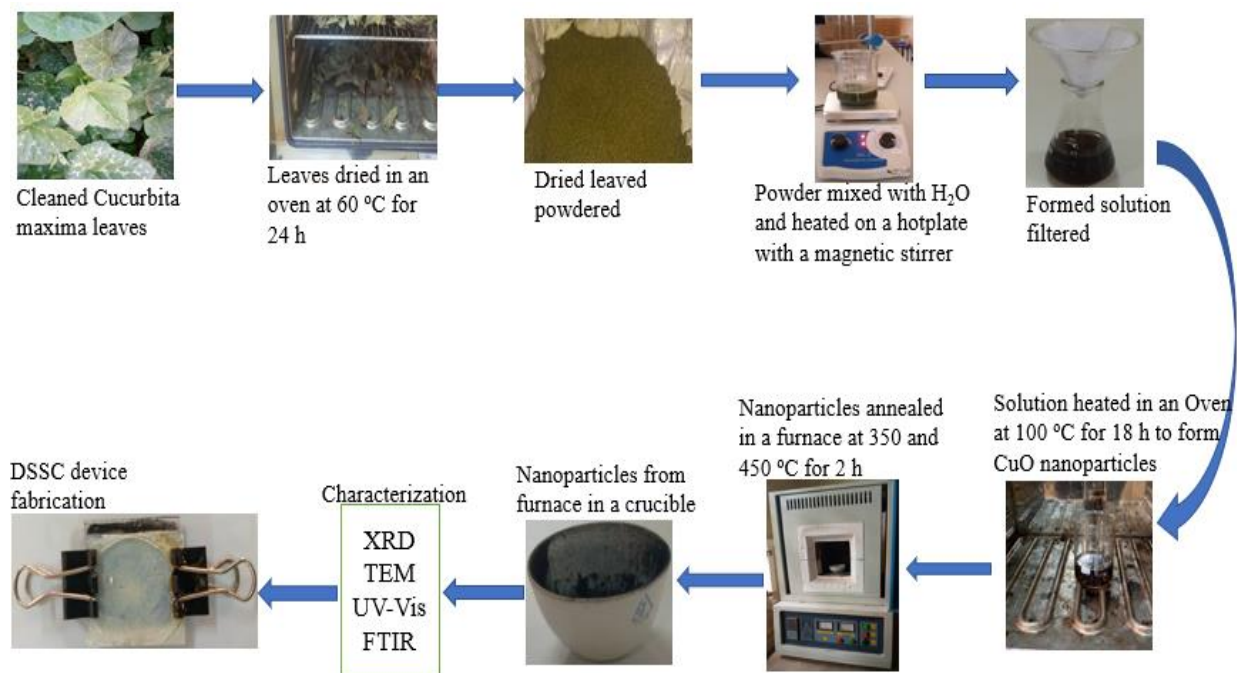 Cleaned Cucurbita
maxima leaves
Leaves dried in an
oven at 60 ⁰C for
24 h
Dried leaved
powdered
Powder mixed with H₂O
and heated on a hotplate
with a magnetic stirrer
Formed solution
filtered
Solution heated in an Oven
at 100 ⁰C for 18 h to form
CuO nanoparticles
Nanoparticles annealed
in a furnace at 350 and
450 ⁰C for 2 h
Nanoparticles from
furnace in a crucible
Characterization
XRD
TEM
UV-Vis
FTIR
DSSC device
fabrication